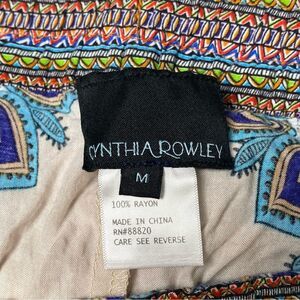 CYNTHIA ROWLEY
M
100% RAYON
MADE IN CHINA
RN#88820
CARE SEE REVERSE